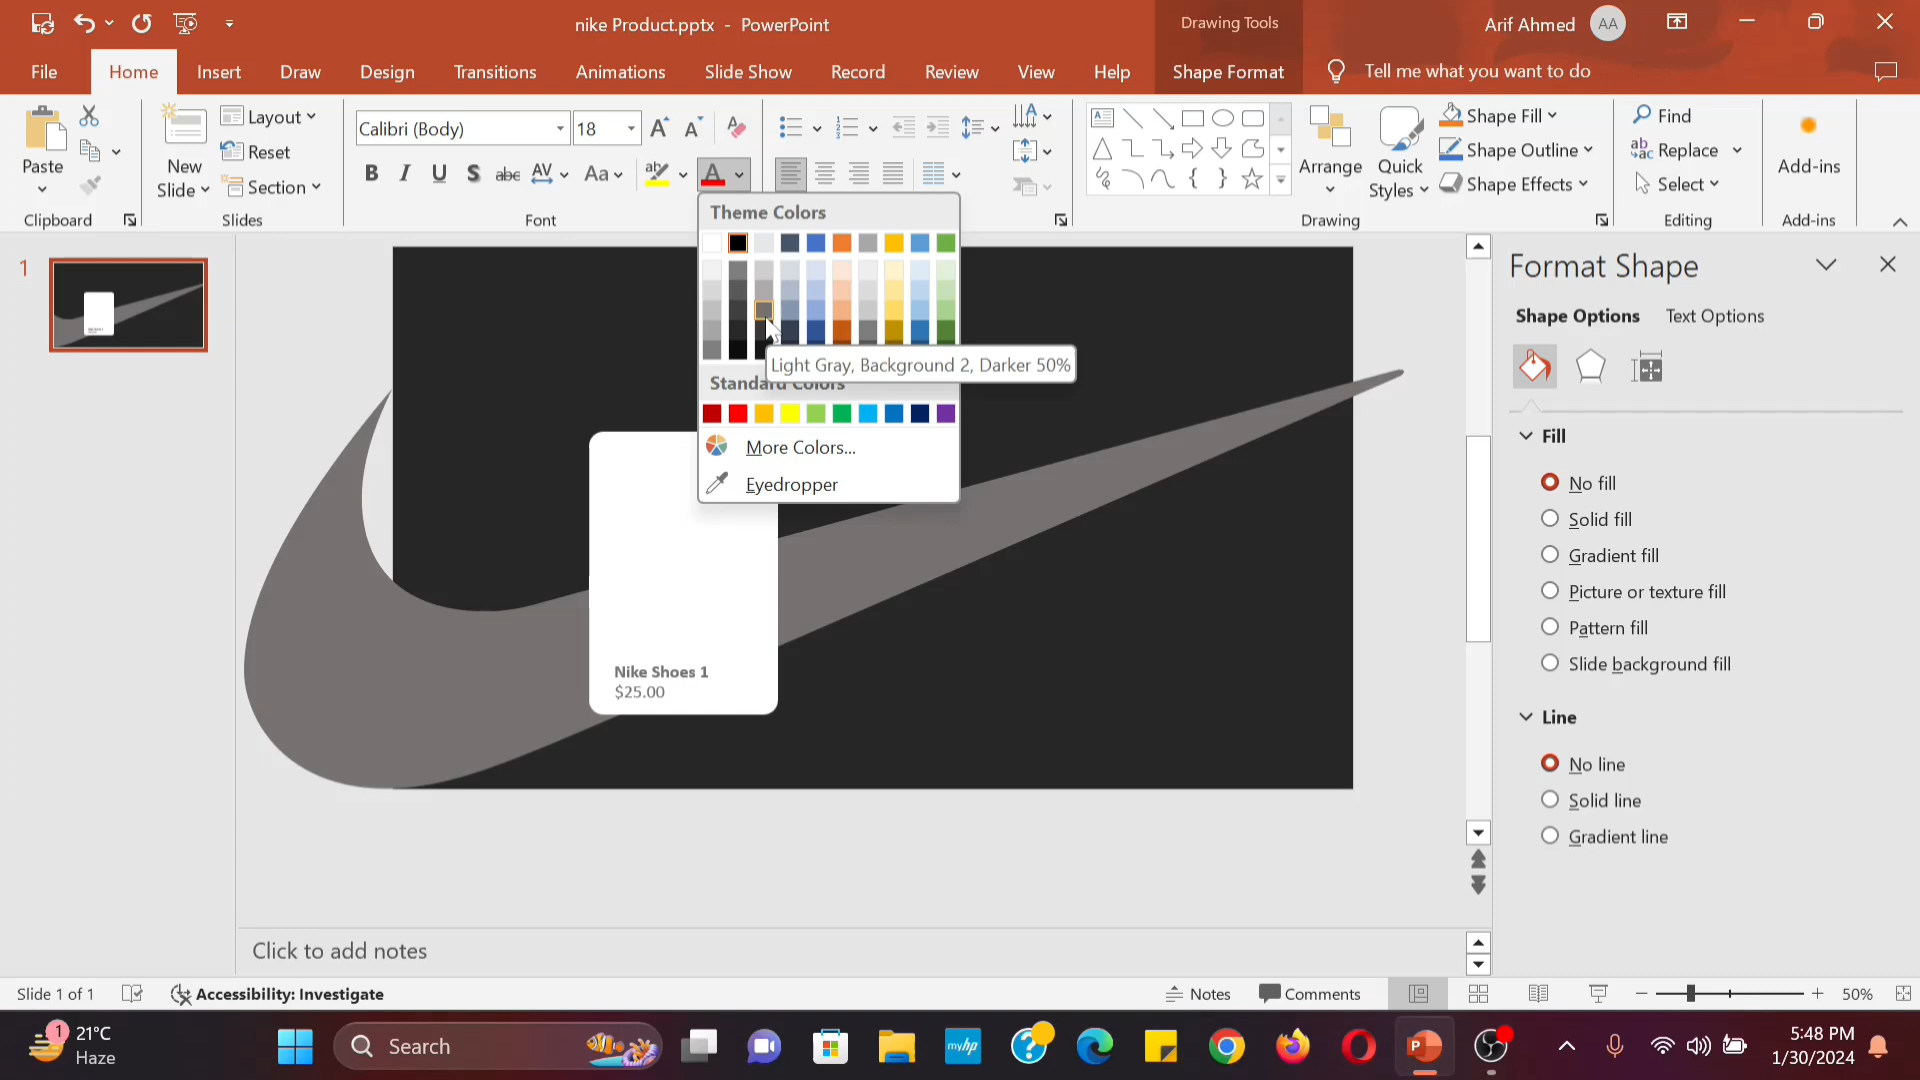 nike Product.pptx - PowerPoint
Drawing Tools
Arif Ahmed
AA
File
Home
Insert
Draw
Design
Transitions
Animations
Slide Show
Record
Review
View
Help
Shape Format
Tell me what you want to do
Paste
New Slide
Layout
Reset
Section
Calibri (Body)
18
Arrange
Quick Styles
Shape Fill
Shape Outline
Shape Effects
Find
Replace
Select
Add-ins
Clipboard
Slides
Font
Drawing
Editing
Add-ins
Theme Colors
Light Gray, Background 2, Darker 50%
Standard Colors
More Colors...
Eyedropper
1
Nike Shoes 1
$25.00
Format Shape
Shape Options
Text Options
Fill
No fill
Solid fill
Gradient fill
Picture or texture fill
Pattern fill
Slide background fill
Line
No line
Solid line
Gradient line
Click to add notes
Slide 1 of 1
Accessibility: Investigate
Notes
Comments
50%
1
21°C
Haze
Search
myhp
5:48 PM
1/30/2024